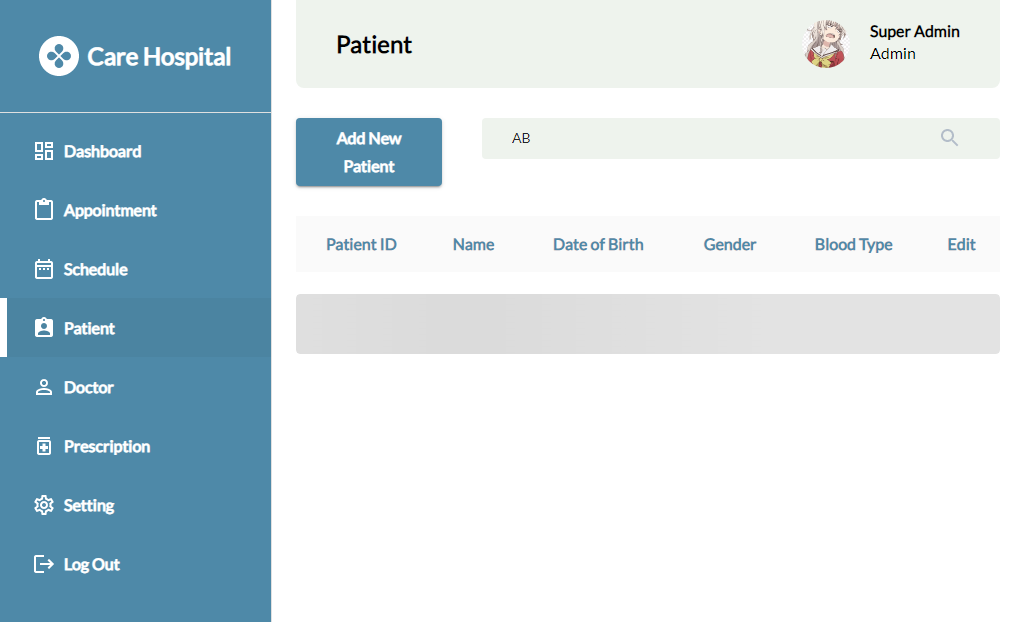 Care Hospital
Dashboard
Appointment
Schedule
Patient
Doctor
Prescription
Setting
Log Out
Patient
Super Admin
Admin
Add New
Patient
AB
Patient ID Name Date of Birth Gender Blood Type Edit